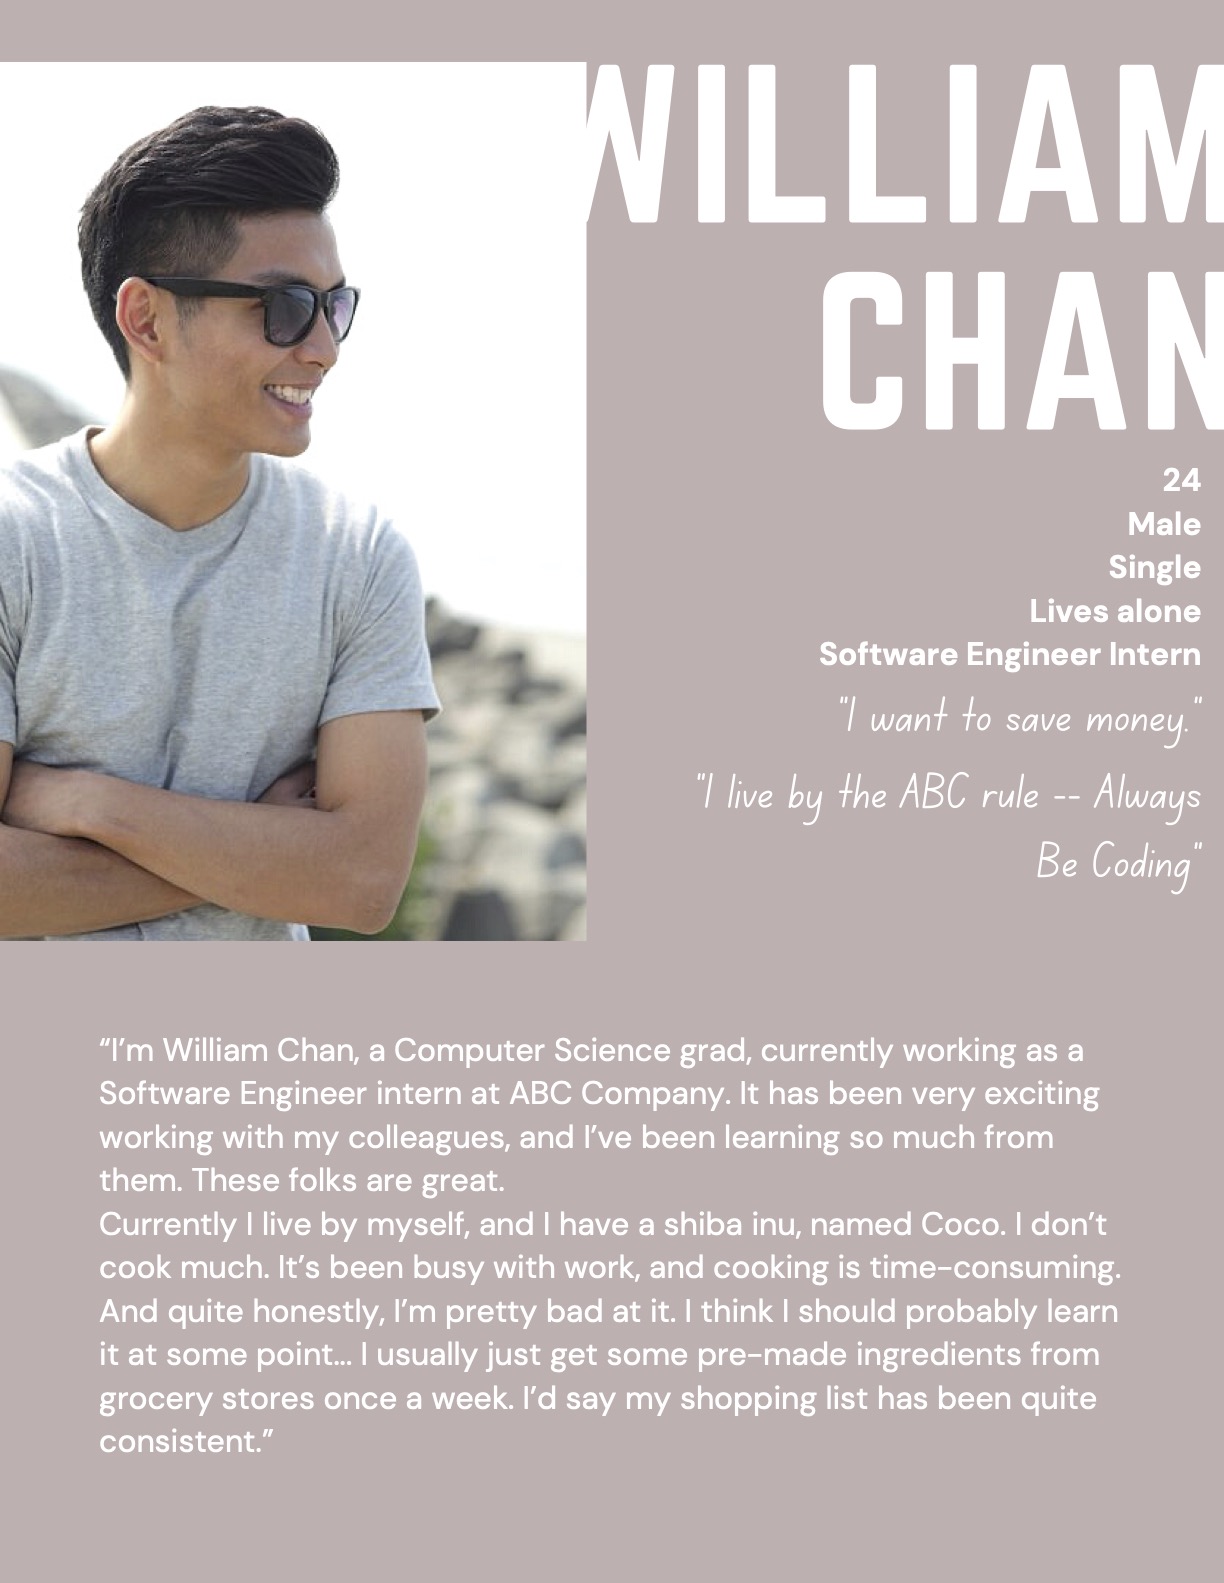 WILLIAM
CHAN
24
Male
Single
Lives alone
Software Engineer Intern
"I want to save money."
"I live by the ABC rule -- Always
Be Coding"
“I’m William Chan, a Computer Science grad, currently working as a
Software Engineer intern at ABC Company. It has been very exciting
working with my colleagues, and I’ve been learning so much from
them. These folks are great.
Currently I live by myself, and I have a shiba inu, named Coco. I don’t
cook much. It’s been busy with work, and cooking is time-consuming.
And quite honestly, I’m pretty bad at it. I think I should probably learn
it at some point... I usually just get some pre-made ingredients from
grocery stores once a week. I’d say my shopping list has been quite
consistent.”